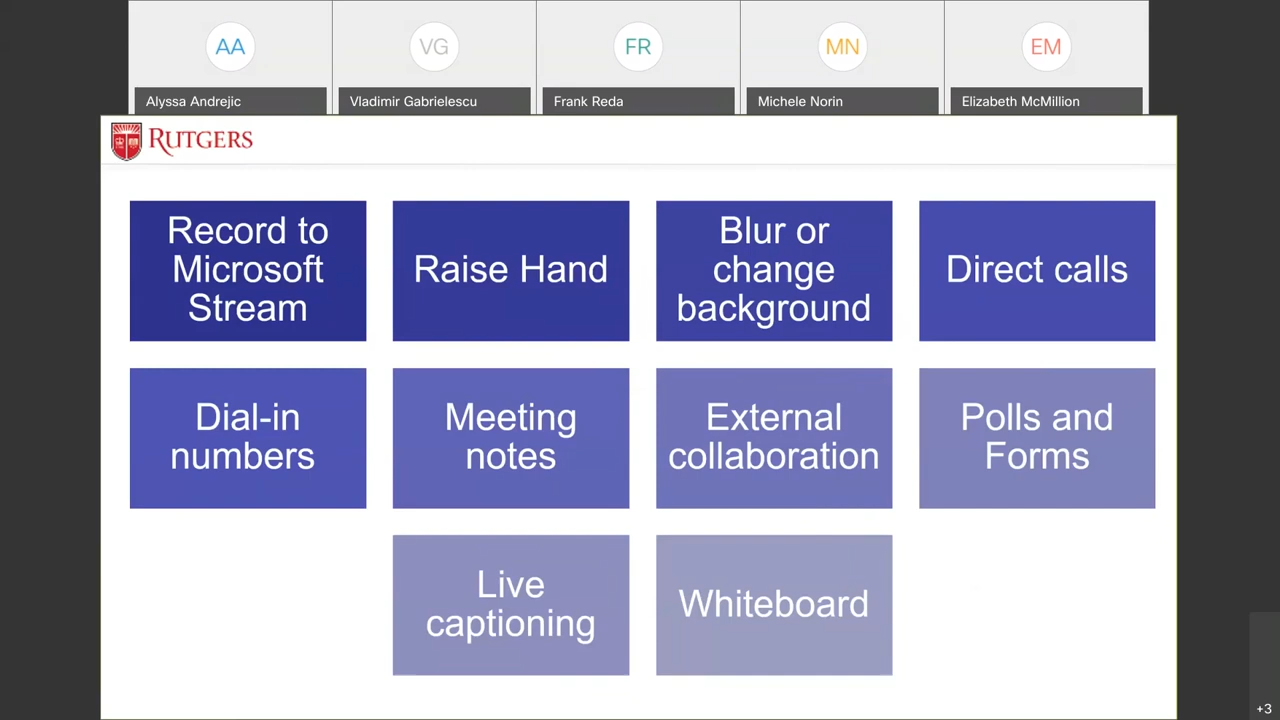 AA
VG
FR
MN
EM
Alyssa Andrejic
Vladimir Gabrielescu
Frank Reda
Michele Norin
Elizabeth McMillion
RUTGERS
Record to
Microsoft
Stream
Raise Hand
Blur or
change
background
Direct calls
Dial-in
numbers
Meeting
notes
External
collaboration
Polls and
Forms
Live
captioning
Whiteboard
+3